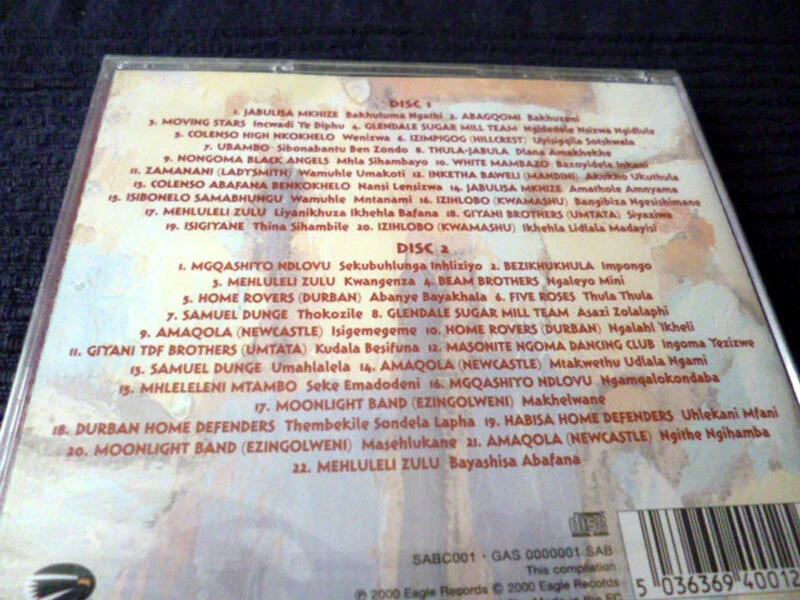 DISC 1
1. JABULISA MKHIZE Bakhuluma Ngathi 2. ABAGQOMI Bakhuzani
3. MOVING STARS Incwadi Ye Diphu 4. GLENDALE SUGAR MILL TEAM Ngidedele Nsizwa Ngidlule
5. COLENSO HIGH NKOKHELO Wenizwa 6. IZIMPIGOG (HILLCREST) Uyisigqila Sotshwala
7. UBAMBO Sibonabantu Ben Zondo 8. THULA-JABULA Dlana Amakhekhe
9. NONGOMA BLACK ANGELS Mhla Sihambayo 10. WHITE MAMBAZO Bazoyidela Inkani
11. ZAMANANI (LADYSMITH) Wamuhle Umakoti 12. INKETHA BAWELI (MANDINI) Akukho Ukuthula
13. COLENSO ABAFANA BENKOKHELO Nansi Lensizwa 14. JABULISA MKHIZE Amathole Amnyama
15. ISIBONELO SAMABHUNGU Wamuhle Mntanami 16. IZIHLOBO (KWAMASHU) Bangibiza Ngesishimane
17. MEHLULELI ZULU Liyanikhuza Ikhehla Bafana 18. GIYANI BROTHERS (UMTATA) Siyaziwa
19. ISIGIYANE Thina Sihambile 20. IZIHLOBO (KWAMASHU) Ikhehla Lidlala Madayisi
DISC 2
1. MGQASHIYO NDLOVU Sekubuhlunga Inhliziyo 2. BEZIKHUKHULA Impongo
3. MEHLULELI ZULU Kwangenza 4. BEAM BROTHERS Ngaleyo Mini
5. HOME ROVERS (DURBAN) Abanye Bayakhala 6. FIVE ROSES Thula Thula
7. SAMUEL DUNGE Thokozile 8. GLENDALE SUGAR MILL TEAM Asazi Zolalaphi
9. AMAQOLA (NEWCASTLE) Isigemegeme 10. HOME ROVERS (DURBAN) Ngalahl 'Ikheli
11. GIYANI TDF BROTHERS (UMTATA) Kudala Besifuna 12. MASONITE NGOMA DANCING CLUB Ingoma Yezizwe
13. SAMUEL DUNGE Umahlalela 14. AMAQOLA (NEWCASTLE) Mtakwethu Udlala Ngami
15. MHLELELENI MTAMBO Seke Emadodeni 16. MGQASHIYO NDLOVU Ngamqalokondaba
17. MOONLIGHT BAND (EZINGOLWENI) Makhelwane
18. DURBAN HOME DEFENDERS Thembekile Sondela Lapha 19. HABISA HOME DEFENDERS Uhlekani Mfani
20. MOONLIGHT BAND (EZINGOLWENI) Masehlukane 21. AMAQOLA (NEWCASTLE) Ngithe Ngihamba
22. MEHLULELI ZULU Bayashisa Abafana
SABC001 · GAS 0000001 SAB
This compilation
℗ 2000 Eagle Records © 2000 Eagle Records
Made in the EC
5 036369 40012